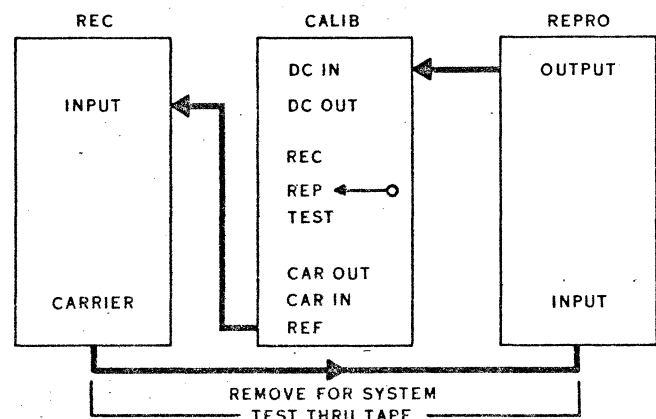 REC
INPUT
CARRIER
CALIB
DC IN
DC OUT
REC
REP
TEST
CAR OUT
CAR IN
REF
REPRO
OUTPUT
INPUT
REMOVE FOR SYSTEM
TEST THRU TAPE